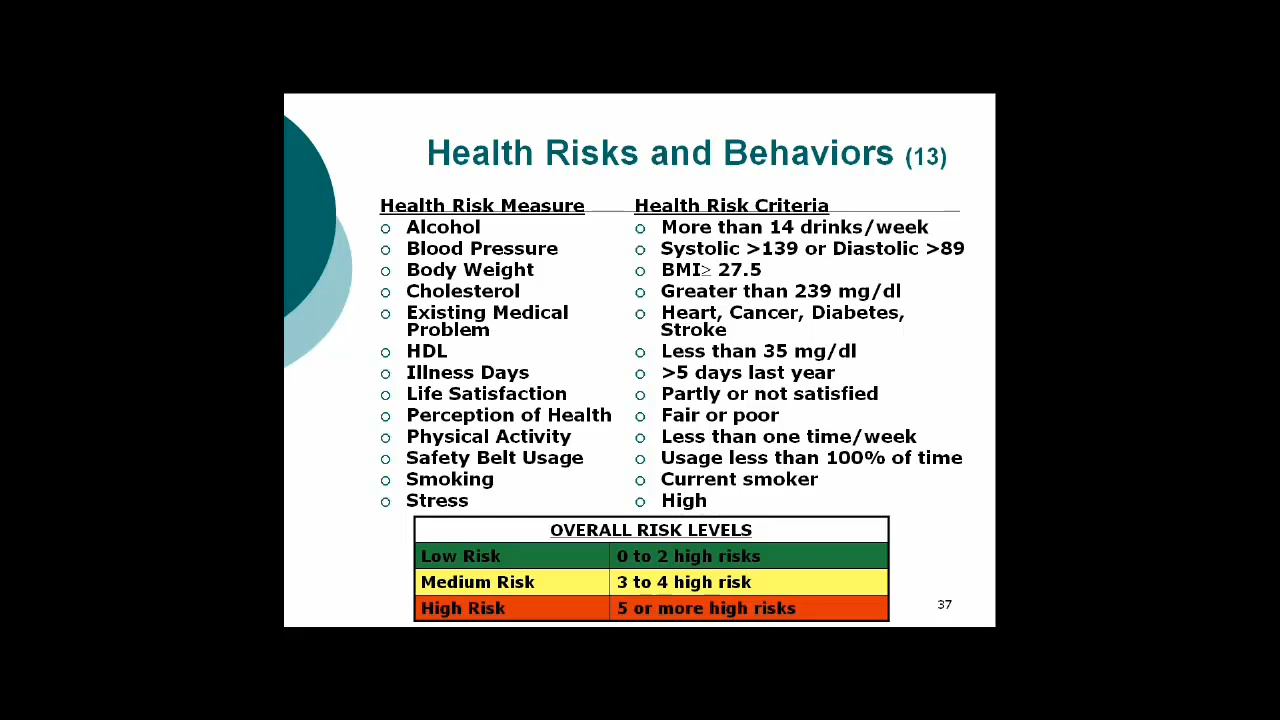 Health Risks and Behaviors (13)
Health Risk Measure Health Risk Criteria
Alcohol More than 14 drinks/week
Blood Pressure Systolic >139 or Diastolic >89
Body Weight BMI≥ 27.5
Cholesterol Greater than 239 mg/dl
Existing Medical Heart, Cancer, Diabetes,
Problem Stroke
HDL Less than 35 mg/dl
Illness Days >5 days last year
Life Satisfaction Partly or not satisfied
Perception of Health Fair or poor
Physical Activity Less than one time/week
Safety Belt Usage Usage less than 100% of time
Smoking Current smoker
Stress High
OVERALL RISK LEVELS
Low Risk 0 to 2 high risks
Medium Risk 3 to 4 high risk
High Risk 5 or more high risks
37